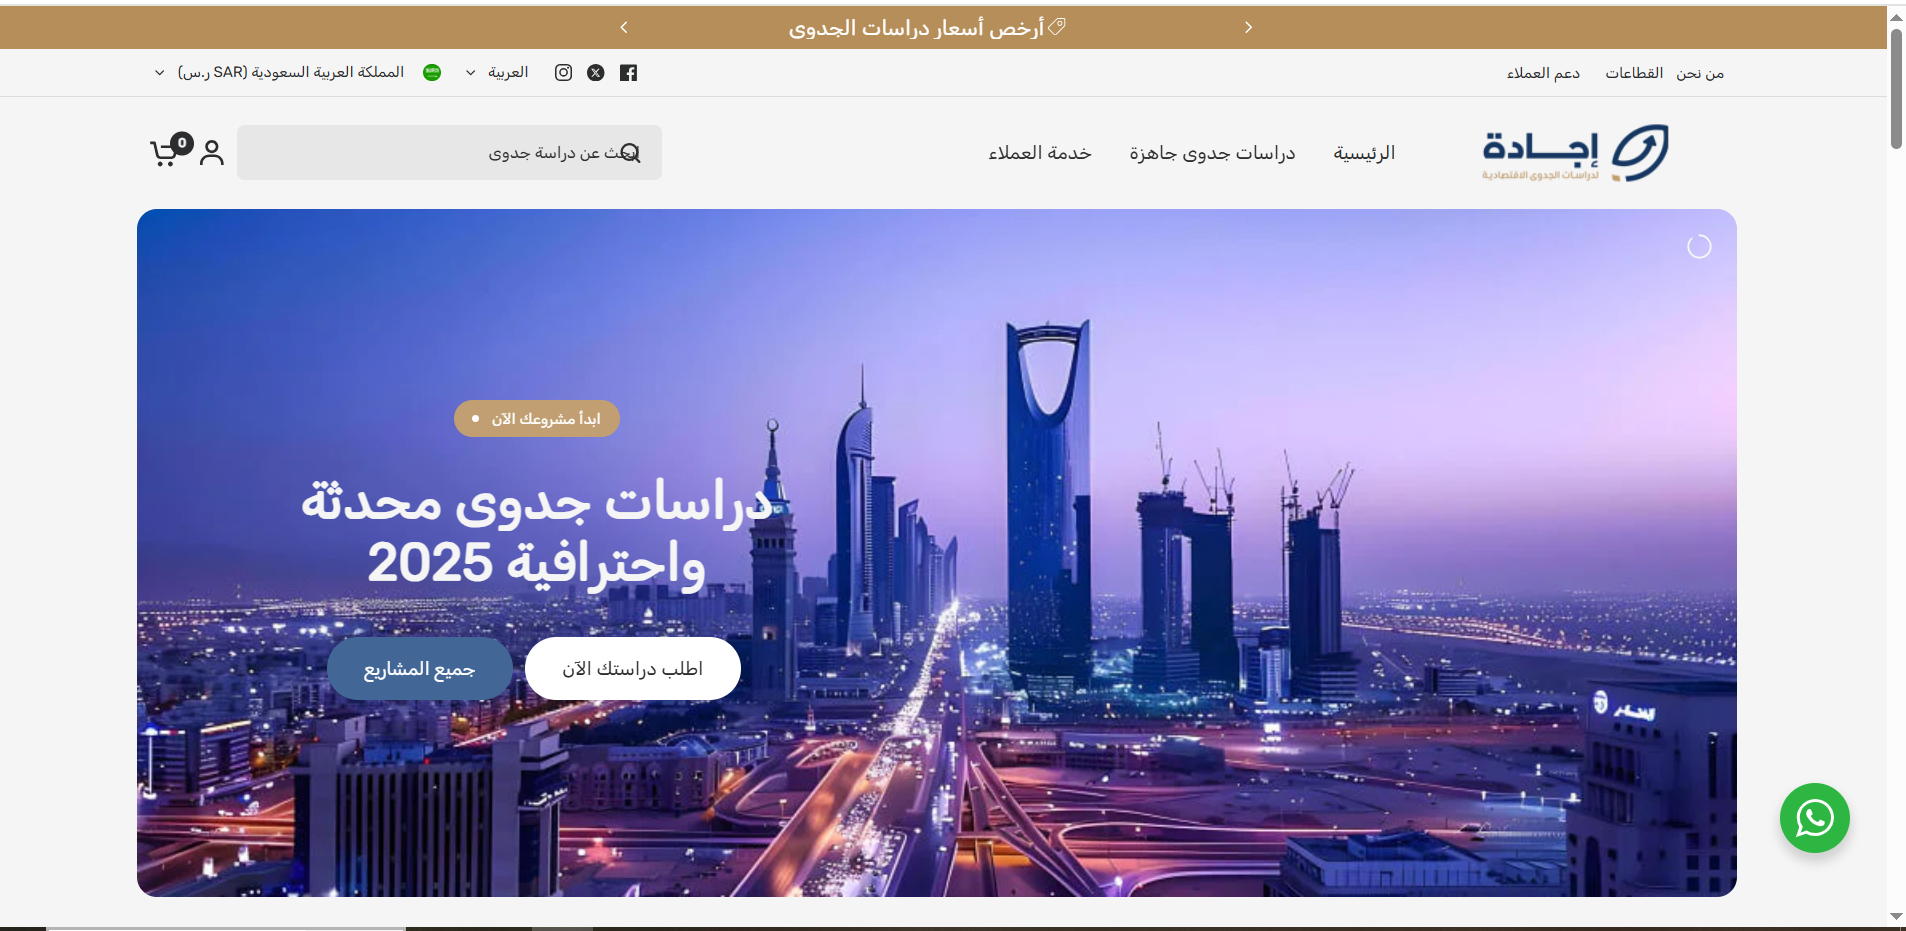 أرخص أسعار دراسات الجدوى
من نحن
القطاعات
دعم العملاء
العربية
المملكة العربية السعودية (SAR ر.س)
إجادة
لدراسات الجدوى الاقتصادية
الرئيسية
دراسات جدوى جاهزة
خدمة العملاء
ابحث عن دراسة جدوى
0
ابدأ مشروعك الآن
دراسات جدوى محدثة
واحترافية 2025
اطلب دراستك الآن
جميع المشاريع